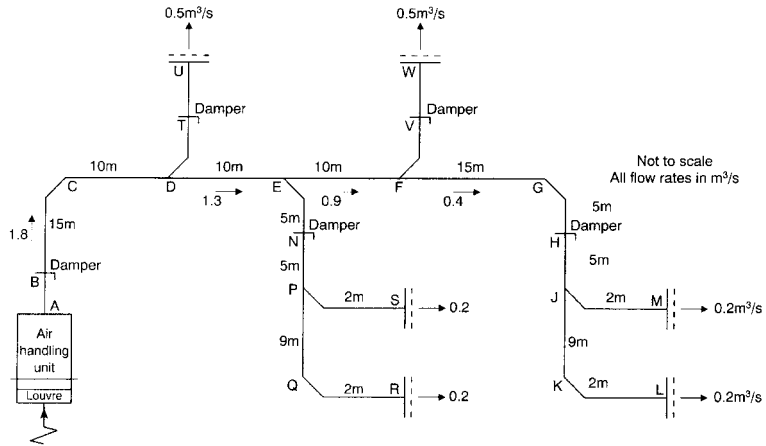 0.5m³/s
0.5m³/s
U
W
Damper
Damper
T
V
10m
10m
10m
15m
Not to scale
All flow rates in m³/s
C
D
E
F
G
1.3
0.9
0.4
5m
5m
1.8
15m
N
Damper
H
Damper
Damper
B
5m
5m
A
P
2m
S
0.2
J
2m
M
0.2m³/s
Air
handling
unit
9m
9m
Louvre
Q
2m
R
0.2
K
2m
L
0.2m³/s